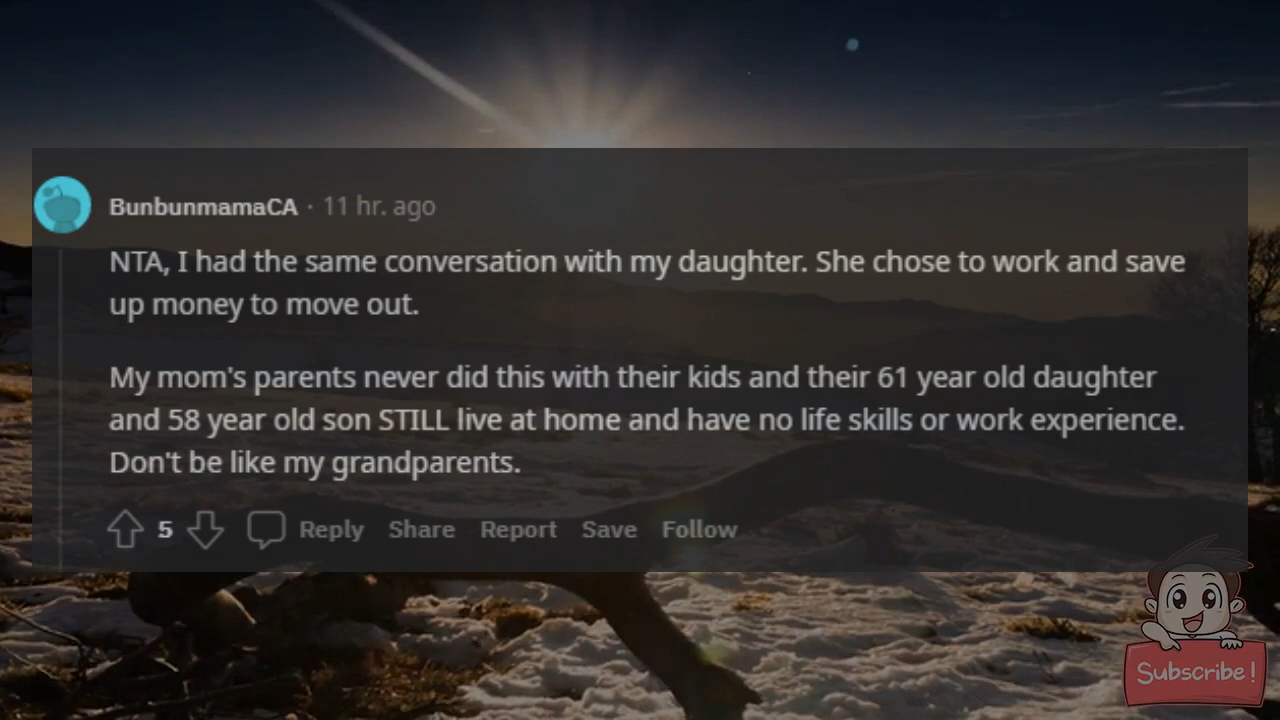 BunbunmamaCA · 11 hr. ago
NTA, I had the same conversation with my daughter. She chose to work and save
up money to move out.
My mom's parents never did this with their kids and their 61 year old daughter
and 58 year old son STILL live at home and have no life skills or work experience.
Don't be like my grandparents.
5 Reply Share Report Save Follow
Subscribe!